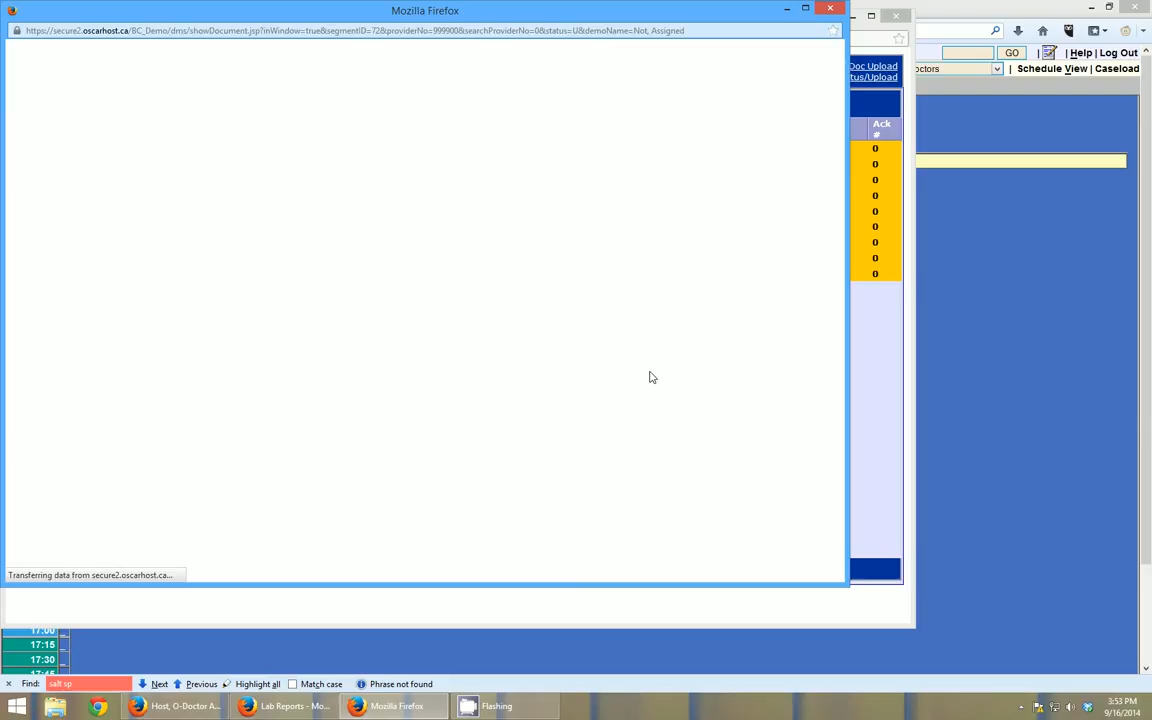 Mozilla Firefox
https://secure2.oscarhost.ca/BC_Demo/dms/showDocument.jsp?inWindow=true&segmentID=72&providerNo=999900&searchProviderNo=0&status=U&demoName=Not, Assigned
GO | Help | Log Out
Doc Upload
ctors | Schedule View | Caseload
tus/Upload
Ack
#
0
0
0
0
0
0
0
0
0
Transferring data from secure2.oscarhost.ca...
17:00
17:15
17:30
17:45
Find: salt sp Next Previous Highlight all Match case Phrase not found
Host, O-Doctor A... Lab Reports - Mo... Mozilla Firefox Flashing
3:53 PM
9/16/2014